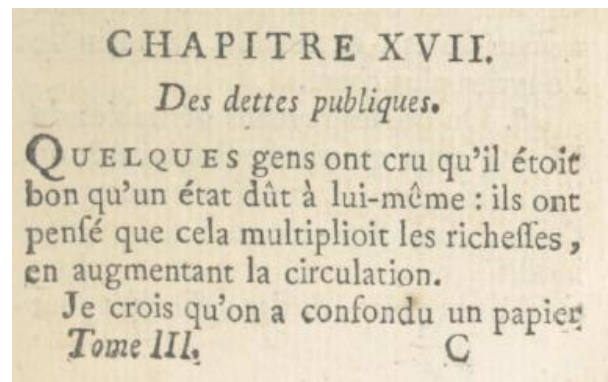 CHAPITRE XVII.
Des dettes publiques.
QUELQUES gens ont cru qu'il étoit
bon qu'un état dût à lui-même : ils ont
penſé que cela multiplioit les richeſſes,
en augmentant la circulation.
Je crois qu'on a confondu un papier
Tome III. C